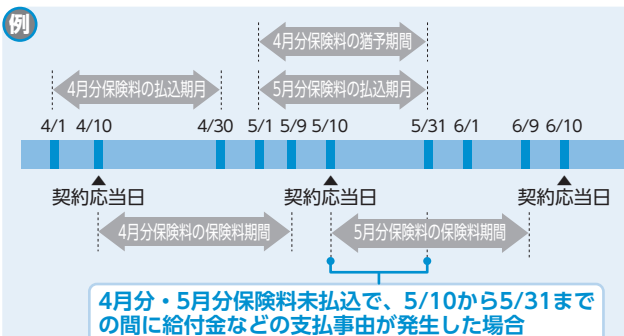 例
4月分保険料の猶予期間
4月分保険料の払込期月 5月分保険料の払込期月
4/1 4/10 4/30 5/1 5/9 5/10 5/31 6/1 6/9 6/10
契約応当日 契約応当日 契約応当日
4月分保険料の保険料期間 5月分保険料の保険料期間
4月分・5月分保険料未払込で、5/10から5/31まで
の間に給付金などの支払事由が発生した場合